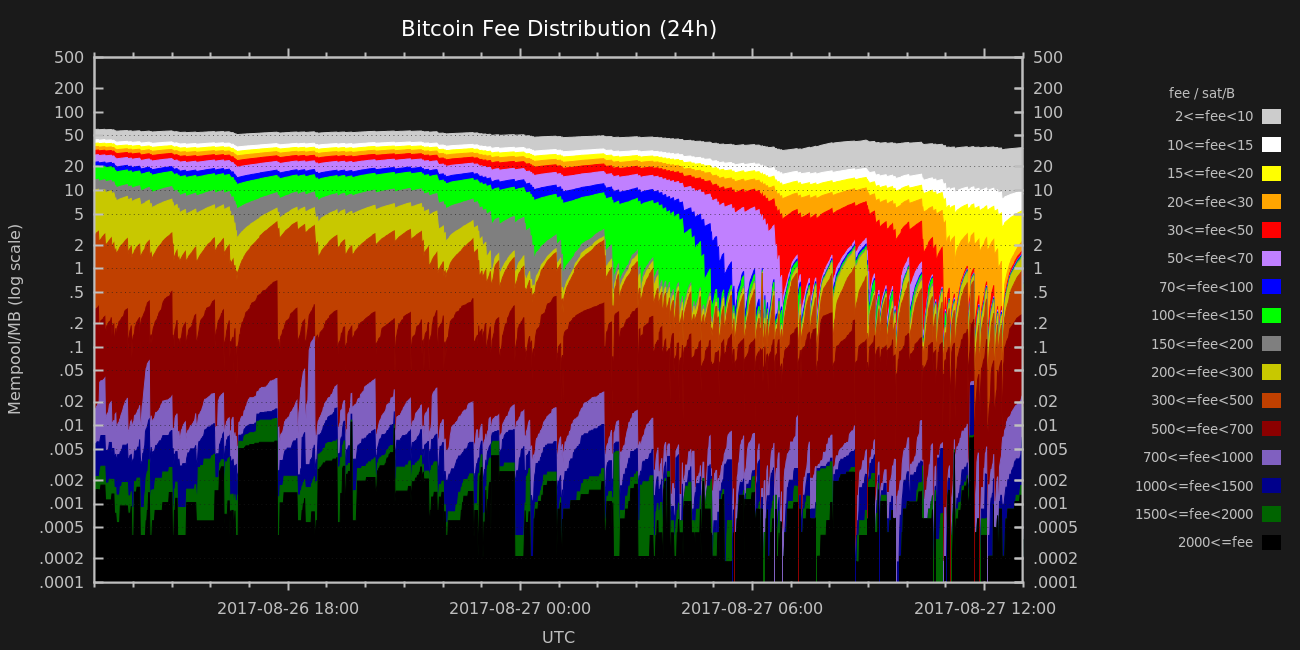 Bitcoin Fee Distribution (24h)
Mempool/MB (log scale)
500
200
100
50
20
10
5
2
1
.5
.2
.1
.05
.02
.01
.005
.002
.001
.0005
.0002
.0001
500
200
100
50
20
10
5
2
1
.5
.2
.1
.05
.02
.01
.005
.002
.001
.0005
.0002
.0001
2017-08-26 18:00
2017-08-27 00:00
2017-08-27 06:00
2017-08-27 12:00
UTC
fee / sat/B
2<=fee<10
10<=fee<15
15<=fee<20
20<=fee<30
30<=fee<50
50<=fee<70
70<=fee<100
100<=fee<150
150<=fee<200
200<=fee<300
300<=fee<500
500<=fee<700
700<=fee<1000
1000<=fee<1500
1500<=fee<2000
2000<=fee